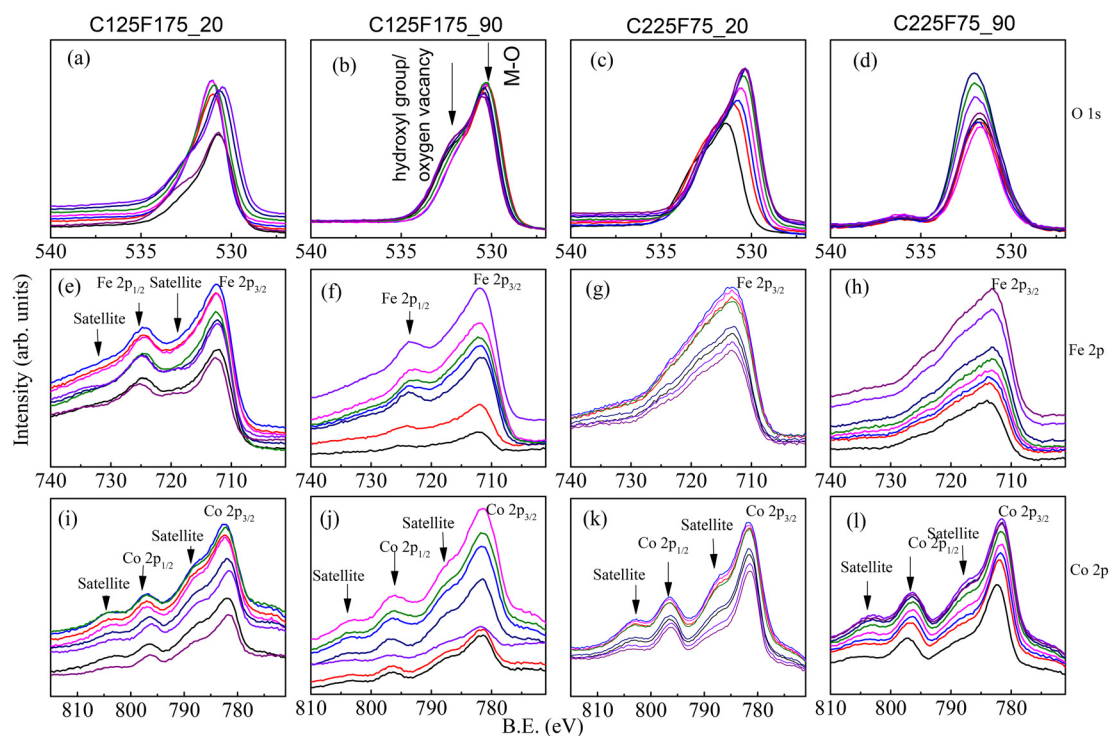 C125F175_20 C125F175_90 C225F75_20 C225F75_90
(a) (b) (c) (d)
hydroxyl group/
oxygen vacancy
M-O
O 1s
540 535 530 540 535 530 540 535 530 540 535 530
(e) Fe 2p1/2 Satellite Fe 2p3/2
Satellite
(f) Fe 2p1/2 Fe 2p3/2
(g) Fe 2p3/2
(h) Fe 2p3/2
Fe 2p
Intensity (arb. units)
740 730 720 710 740 730 720 710 740 730 720 710 740 730 720 710
(i) Co 2p3/2
Satellite
Co 2p1/2
Satellite
(j) Co 2p3/2
Satellite
Co 2p1/2
Satellite
(k) Co 2p3/2
Satellite
Co 2p1/2
Satellite
(l) Co 2p3/2
Satellite
Co 2p1/2
Satellite
Co 2p
810 800 790 780 810 800 790 780 810 800 790 780 810 800 790 780
B.E. (eV)